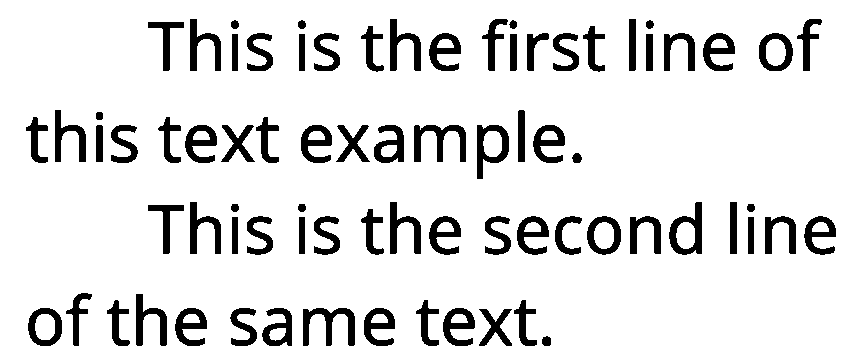 This is the first line of
this text example.
This is the second line
of the same text.